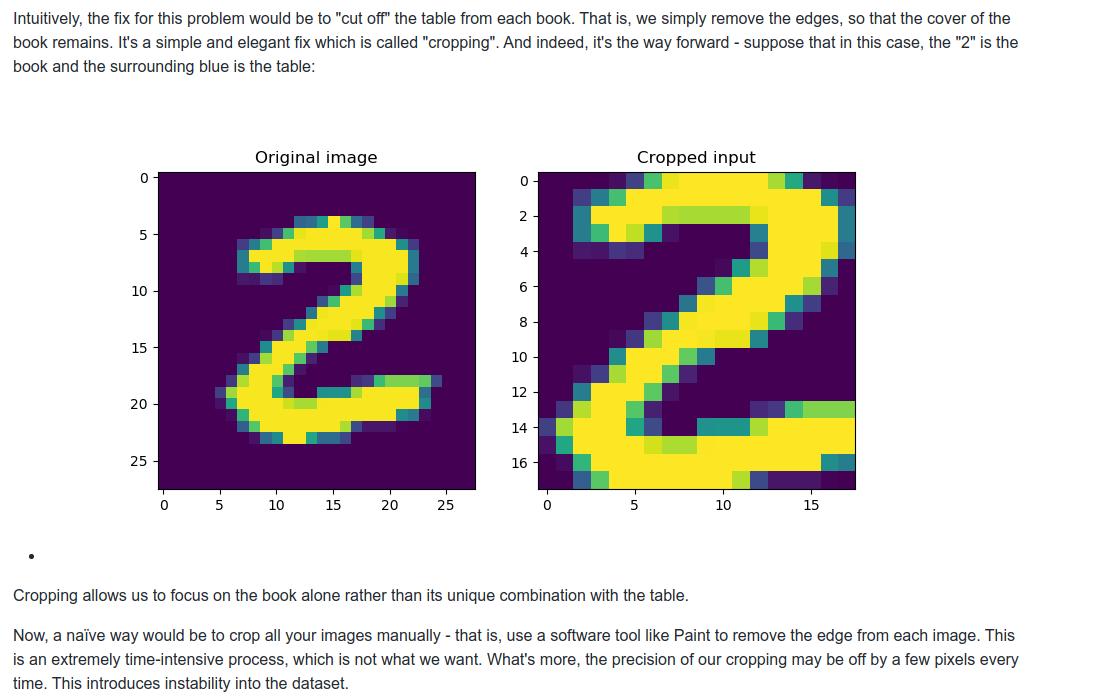 Intuitively, the fix for this problem would be to "cut off" the table from each book. That is, we simply remove the edges, so that the cover of the
book remains. It's a simple and elegant fix which is called "cropping". And indeed, it's the way forward - suppose that in this case, the "2" is the
book and the surrounding blue is the table:
Original image
0
5
10
15
20
25
0 5 10 15 20 25
Cropped input
0
2
4
6
8
10
12
14
16
0 5 10 15
Cropping allows us to focus on the book alone rather than its unique combination with the table.
Now, a naïve way would be to crop all your images manually - that is, use a software tool like Paint to remove the edge from each image. This
is an extremely time-intensive process, which is not what we want. What's more, the precision of our cropping may be off by a few pixels every
time. This introduces instability into the dataset.